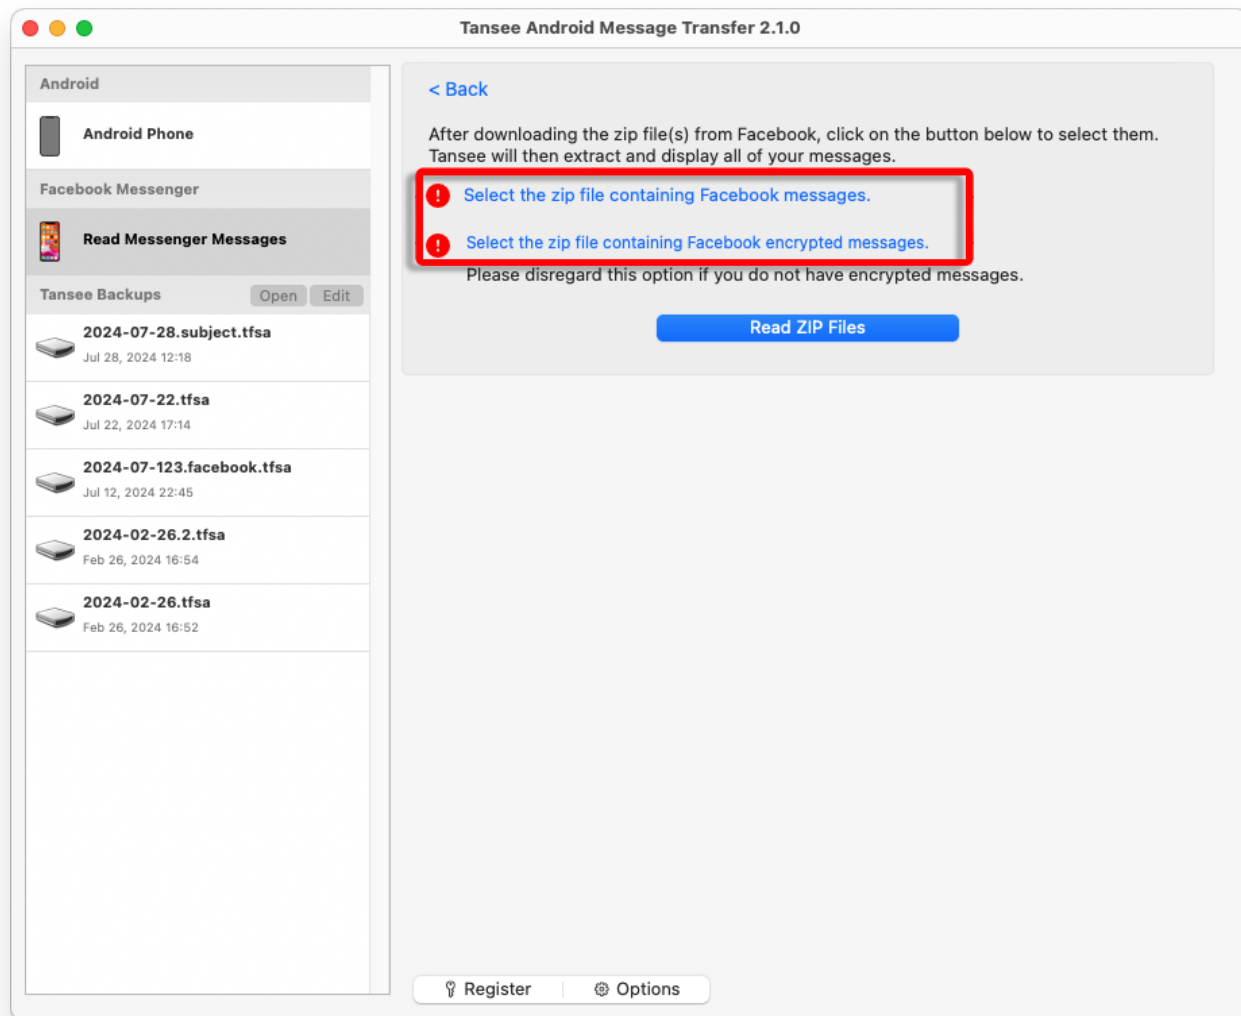 Tansee Android Message Transfer 2.1.0
Android
Android Phone
Facebook Messenger
Read Messenger Messages
Tansee Backups Open Edit
2024-07-28.subject.tfsa
Jul 28, 2024 12:18
2024-07-22.tfsa
Jul 22, 2024 17:14
2024-07-123.facebook.tfsa
Jul 12, 2024 22:45
2024-02-26.2.tfsa
Feb 26, 2024 16:54
2024-02-26.tfsa
Feb 26, 2024 16:52
< Back
After downloading the zip file(s) from Facebook, click on the button below to select them.
Tansee will then extract and display all of your messages.
Select the zip file containing Facebook messages.
Select the zip file containing Facebook encrypted messages.
Please disregard this option if you do not have encrypted messages.
Read ZIP Files
Register Options